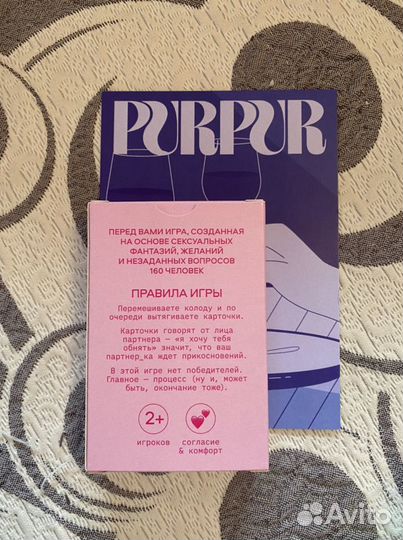 PURPUR
ПЕРЕД ВАМИ ИГРА, СОЗДАННАЯ
НА ОСНОВЕ СЕКСУАЛЬНЫХ
ФАНТАЗИЙ, ЖЕЛАНИЙ
И НЕЗАДАННЫХ ВОПРОСОВ
160 ЧЕЛОВЕК
ПРАВИЛА ИГРЫ
Перемешиваете колоду и по
очереди вытягиваете карточки.
Карточки говорят от лица
партнера — «я хочу тебя
обнять» значит, что ваш
партнер_ка ждет прикосновений.
В этой игре нет победителей.
Главное — процесс (ну и, может
быть, окончание тоже).
2+
игроков
согласие
& комфорт
Avito